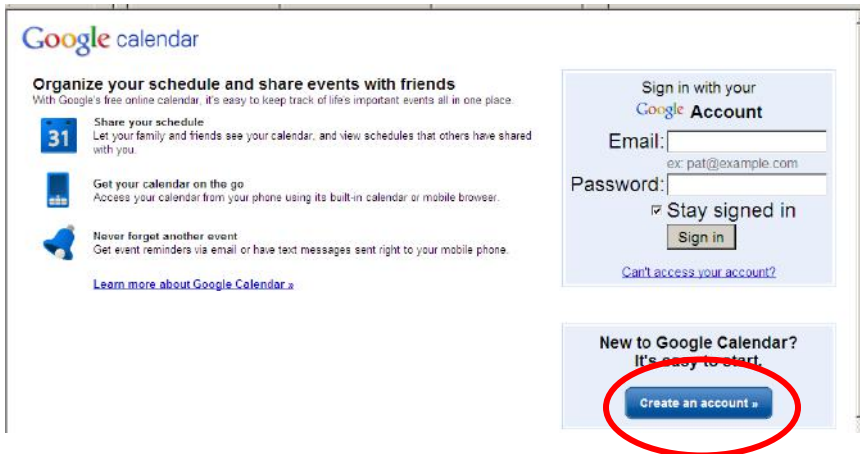 Google calendar
Organize your schedule and share events with friends
With Google's free online calendar, it's easy to keep track of life's important events all in one place.
31
Share your schedule
Let your family and friends see your calendar, and view schedules that others have shared
with you.
Get your calendar on the go
Access your calendar from your phone using its built-in calendar or mobile browser.
Never forget another event
Get event reminders via email or have text messages sent right to your mobile phone.
Learn more about Google Calendar »
Sign in with your
Google Account
Email:
ex: pat@example.com
Password:
Stay signed in
Sign in
Can't access your account?
New to Google Calendar?
It's easy to start.
Create an account »